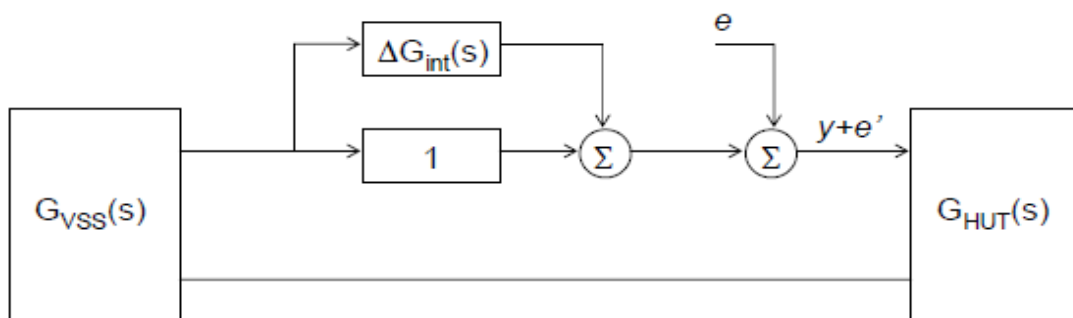 e
ΔG_int(s)
y+e’
1
Σ
Σ
G_VSS(s)
G_HUT(s)